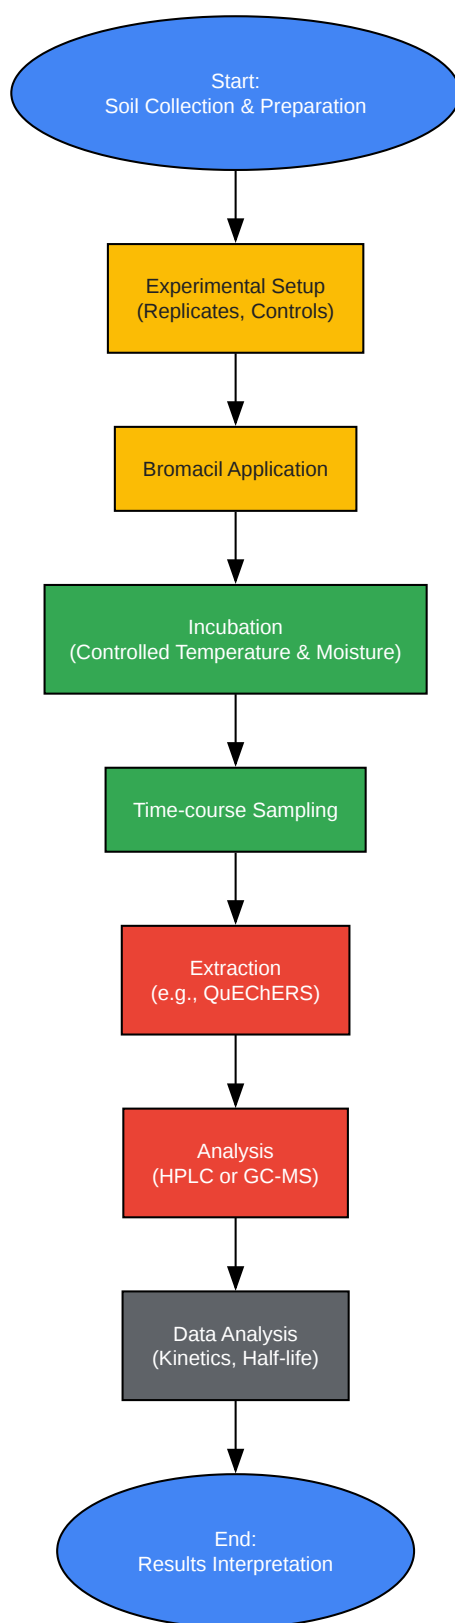 Start:
Soil Collection & Preparation
Experimental Setup
(Replicates, Controls)
Bromacil Application
Incubation
(Controlled Temperature & Moisture)
Time-course Sampling
Extraction
(e.g., QuEChERS)
Analysis
(HPLC or GC-MS)
Data Analysis
(Kinetics, Half-life)
End:
Results Interpretation